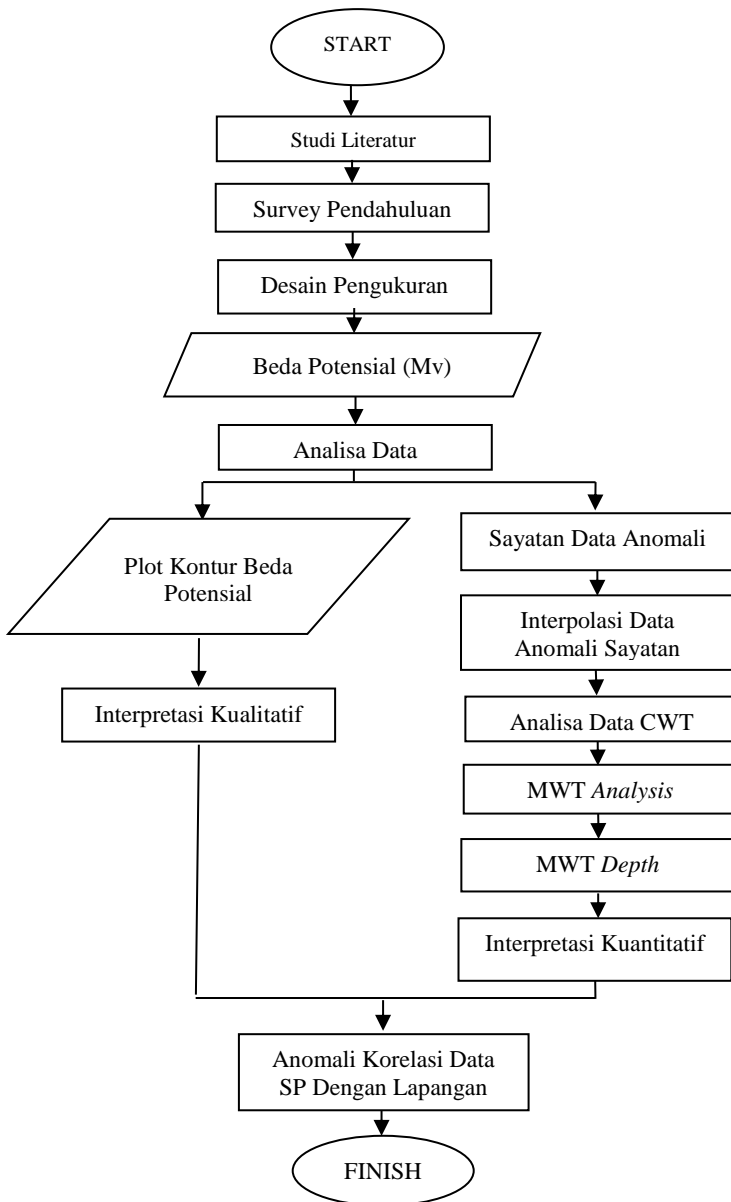 START
Studi Literatur
Survey Pendahuluan
Desain Pengukuran
Beda Potensial (Mv)
Analisa Data
Plot Kontur Beda
Potensial
Interpretasi Kualitatif
Sayatan Data Anomali
Interpolasi Data
Anomali Sayatan
Analisa Data CWT
MWT Analysis
MWT Depth
Interpretasi Kuantitatif
Anomali Korelasi Data
SP Dengan Lapangan
FINISH